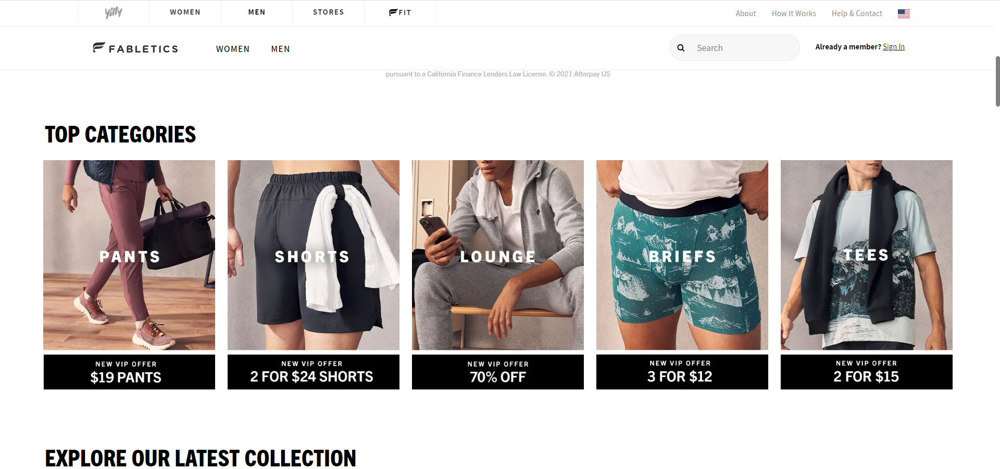 yitty
WOMEN
MEN
STORES
FIT
About
How It Works
Help & Contact
FABLETICS
WOMEN
MEN
Search
Already a member? Sign In
pursuant to a California Finance Lenders Law License. © 2021 Afterpay US
TOP CATEGORIES
PANTS
SHORTS
LOUNGE
BRIEFS
TEES
NEW VIP OFFER
$19 PANTS
NEW VIP OFFER
2 FOR $24 SHORTS
NEW VIP OFFER
70% OFF
NEW VIP OFFER
3 FOR $12
NEW VIP OFFER
2 FOR $15
EXPLORE OUR LATEST COLLECTION